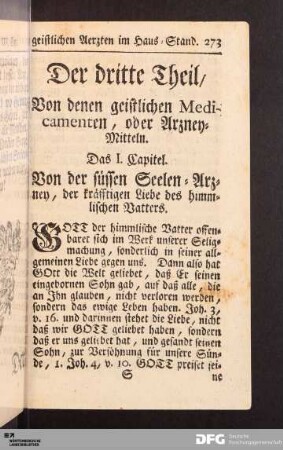 geistlichen Aerzten im Haus-Stand. 273
Der dritte Theil/
Von denen geistlichen Medi-
camenten, oder Arzney-
Mitteln.
Das I. Capitel.
Von der süssen Seelen-Arz-
ney, der kräfftigen Liebe des himm-
lischen Vatters.
GOTT der himmlische Vatter offen-
baret sich im Werk unserer Selig-
machung, sonderlich in seiner all-
gemeinen Liebe gegen uns. Dann also hat
GOtt die Welt geliebet, daß Er seinen
eingebornen Sohn gab, auf daß alle, die
an Jhn glauben, nicht verloren werden,
sondern das ewige Leben haben. Joh. 3,
v. 16. und darinnen stehet die Liebe, nicht
daß wir GOTT geliebet haben, sondern
daß er uns geliebet hat, und gesandt seinen
Sohn, zur Versöhnung für unsere Sün-
de, 1. Joh. 4, v. 10. GOTT preiset sei-
S ne
WÜRTTEMBERGISCHE
LANDESBIBLIOTHEK
DFG Deutsche
Forschungsgemeinschaft